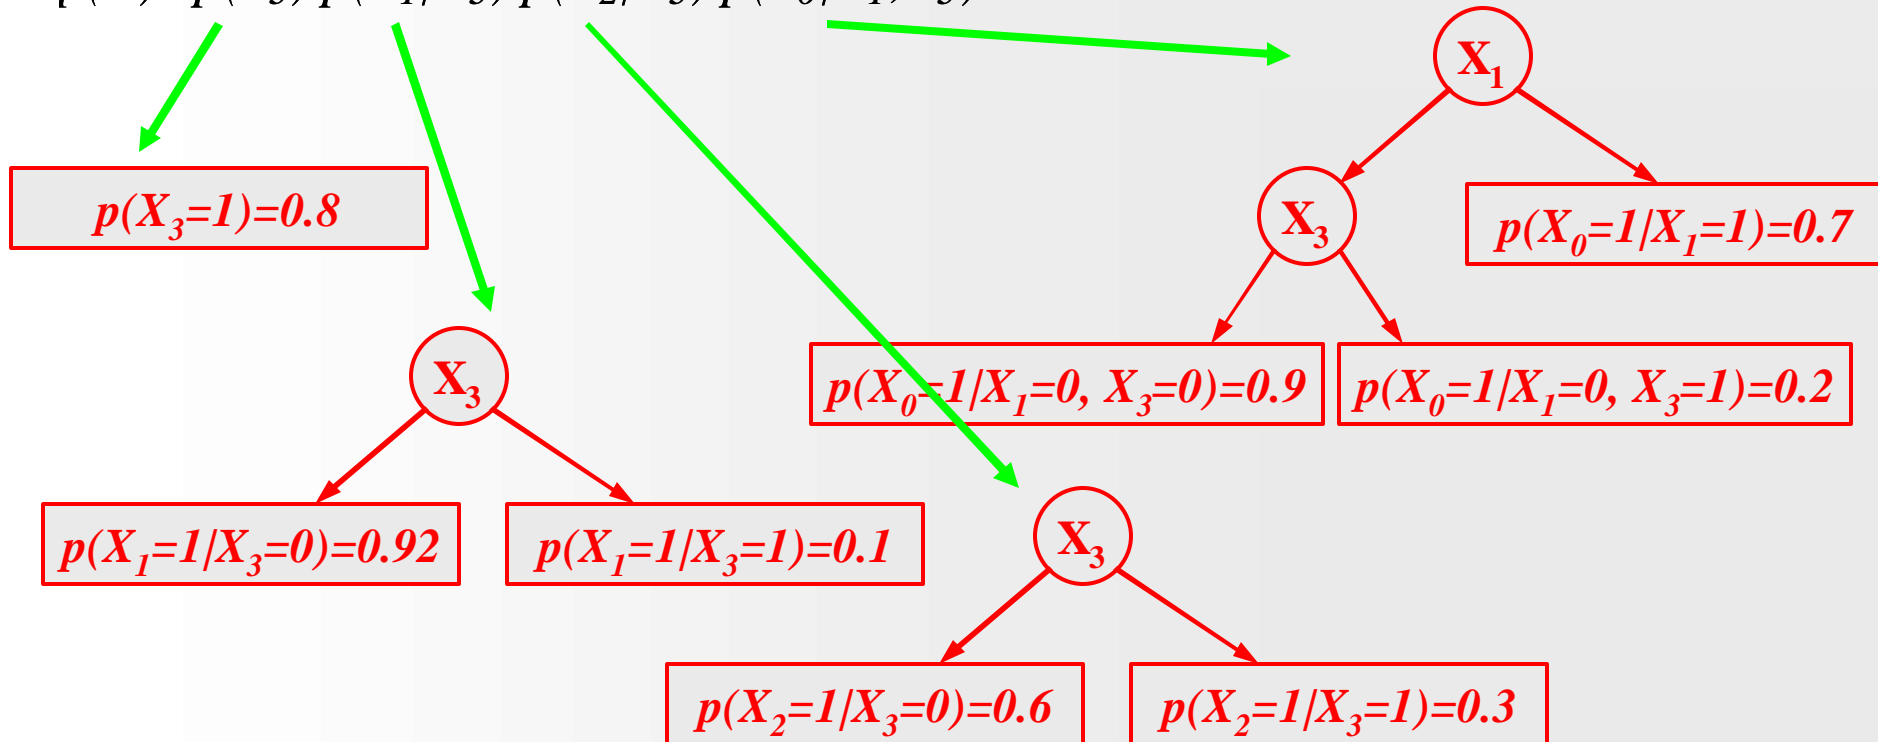 X1
p(X3=1)=0.8
X3
p(X0=1|X1=1)=0.7
X3
p(X0=1|X1=0, X3=0)=0.9
p(X0=1|X1=0, X3=1)=0.2
p(X1=1|X3=0)=0.92
p(X1=1|X3=1)=0.1
X3
p(X2=1|X3=0)=0.6
p(X2=1|X3=1)=0.3